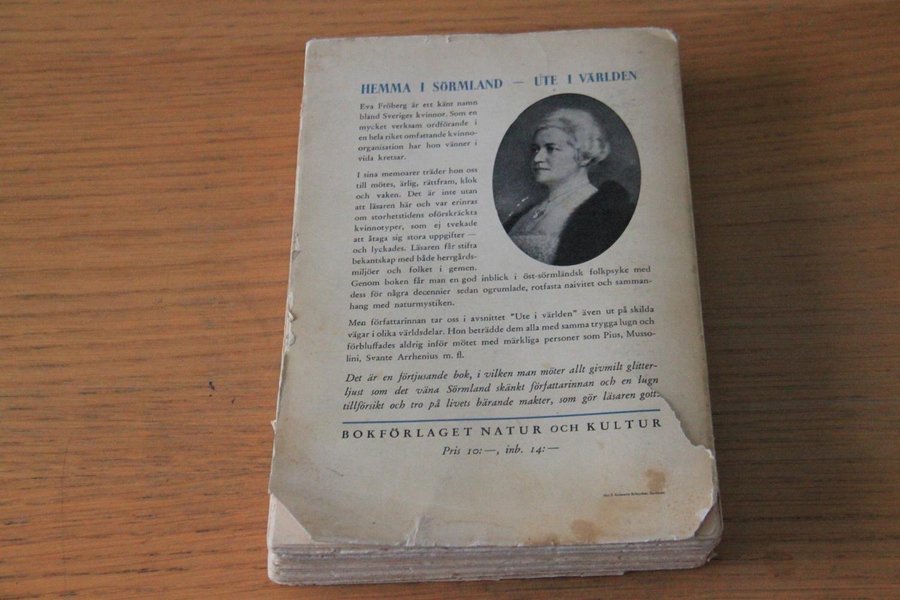 HEMMA I SÖRMLAND — UTE I VÄRLDEN
Eva Fröberg är ett känt namn
bland Sveriges kvinnor. Som en
mycket verksam ordförande i
en hela riket omfattande kvinno-
organisation har hon vänner i
vida kretsar.
I sina memoarer träder hon oss
till mötes, ärlig, rättfram, klok
och vaken. Det är inte utan
att läsaren här och var erinras
om storhetstidens oförskräckta
kvinnotyper, som ej tvekade
att åtaga sig stora uppgifter —
och lyckades. Läsaren får stifta
bekantskap med både herrgårds-
miljöer och folket i gemen.
Genom boken får man en god inblick i öst-sörmländsk folkpsyke med
dess för några decennier sedan ogrumlade, rotfasta naivitet och samman-
hang med naturmystiken.
Men författarinnan tar oss i avsnittet "Ute i världen" även ut på skilda
vägar i olika världsdelar. Hon beträdde dem alla med samma trygga lugn och
förbluffades aldrig inför mötet med märkliga personer som Pius, Musso-
lini, Svante Arrhenius m. fl.
Det är en förtjusande bok, i vilken man möter allt givmilt glitter-
ljust som det väna Sörmland skänkt författarinnan och en lugn
tillförsikt och tro på livets bärande makter, som gör läsaren gott.
BOKFÖRLAGET NATUR OCH KULTUR
Pris 10:—, inb. 14:—